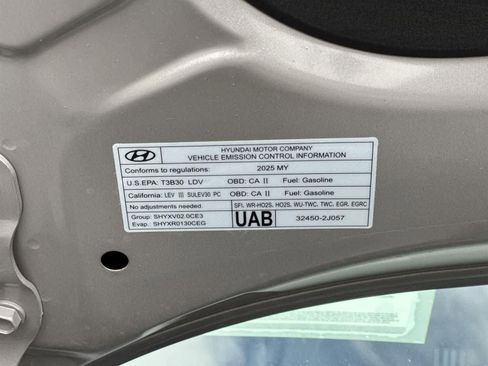 HYUNDAI MOTOR COMPANY
VEHICLE EMISSION CONTROL INFORMATION
Conforms to regulations: 2025 MY
U.S.EPA: T3B30 LDV OBD: CA II Fuel: Gasoline
California: LEV III SULEV30 PC OBD: CA II Fuel: Gasoline
No adjustments needed. SFI, WR-HO2S, HO2S, WU-TWC, TWC, EGR, EGRC
Group: SHYXV02.0CE3
Evap.: SHYXR0130CEG
UAB 32450-2J057